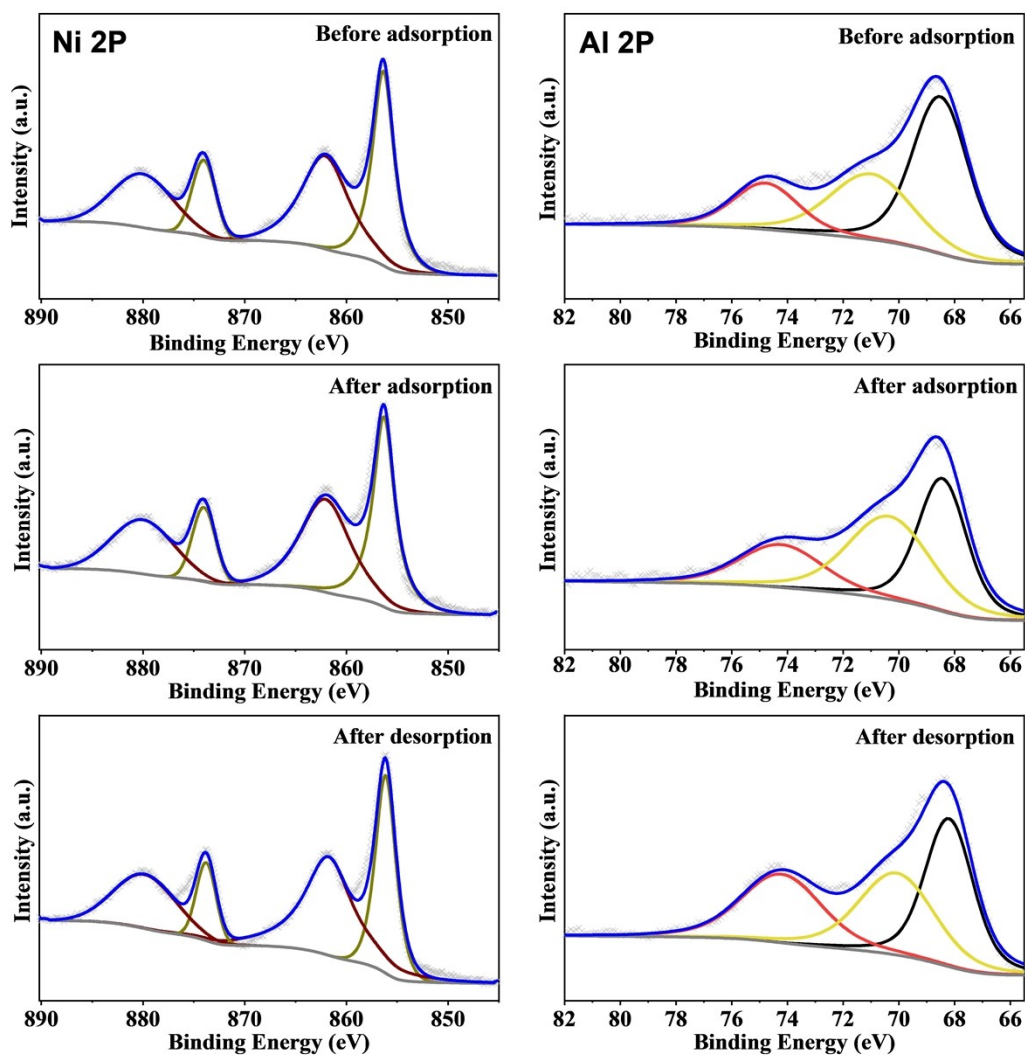 Ni 2P
Before adsorption
Intensity (a.u.)
890 880 870 860 850
Binding Energy (eV)
Al 2P
Before adsorption
Intensity (a.u.)
82 80 78 76 74 72 70 68 66
Binding Energy (eV)
After adsorption
Intensity (a.u.)
890 880 870 860 850
Binding Energy (eV)
After adsorption
Intensity (a.u.)
82 80 78 76 74 72 70 68 66
Binding Energy (eV)
After desorption
Intensity (a.u.)
890 880 870 860 850
Binding Energy (eV)
After desorption
Intensity (a.u.)
82 80 78 76 74 72 70 68 66
Binding Energy (eV)